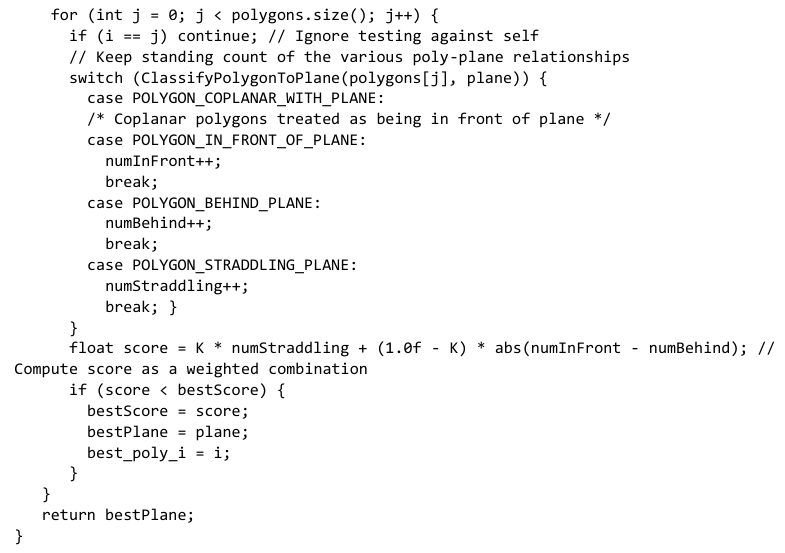 for (int j = 0; j < polygons.size(); j++) {
if (i == j) continue; // Ignore testing against self
// Keep standing count of the various poly-plane relationships
switch (ClassifyPolygonToPlane(polygons[j], plane)) {
case POLYGON_COPLANAR_WITH_PLANE:
/* Coplanar polygons treated as being in front of plane */
case POLYGON_IN_FRONT_OF_PLANE:
numInFront++;
break;
case POLYGON_BEHIND_PLANE:
numBehind++;
break;
case POLYGON_STRADDLING_PLANE:
numStraddling++;
break; }
}
float score = K * numStraddling + (1.0f - K) * abs(numInFront - numBehind); //
Compute score as a weighted combination
if (score < bestScore) {
bestScore = score;
bestPlane = plane;
best_poly_i = i;
}
}
return bestPlane;
}